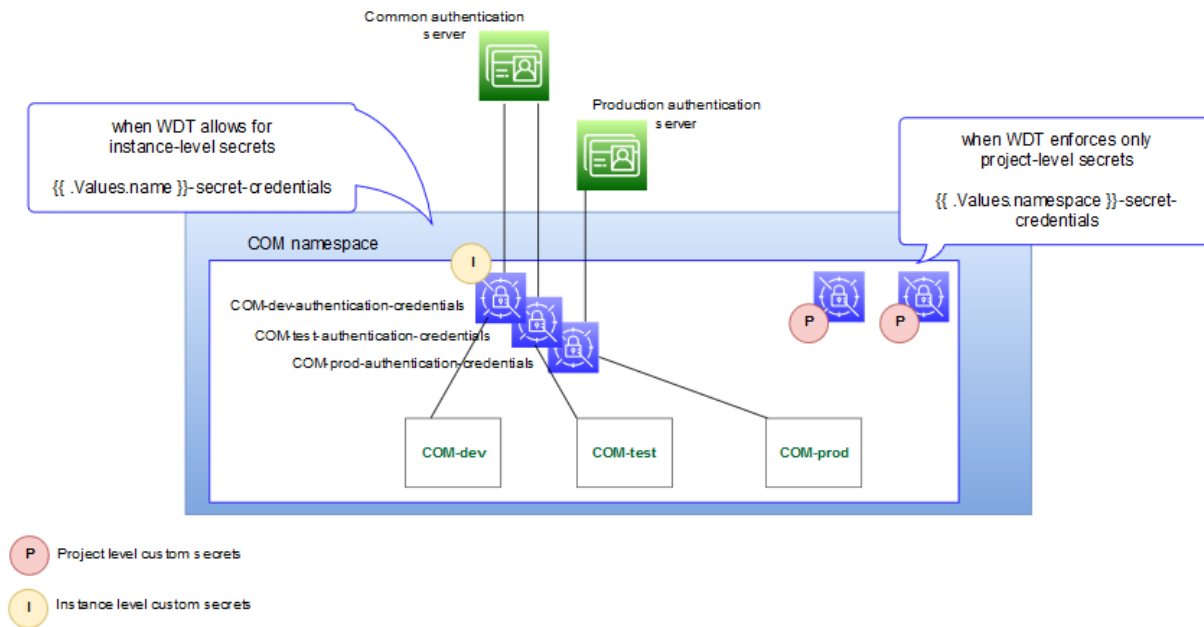 Common authentication
server
Production authentication
server
when WDT allows for
instance-level secrets
{{ .Values.name }}-secret-credentials
when WDT enforces only
project-level secrets
{{ .Values.namespace }}-secret-
credentials
COM namespace
I
COM-dev-authentication-credentials
COM-test-authentication-credentials
COM-prod-authentication-credentials
P
P
COM-dev
COM-test
COM-prod
P
Project level custom secrets
I
Instance level custom secrets